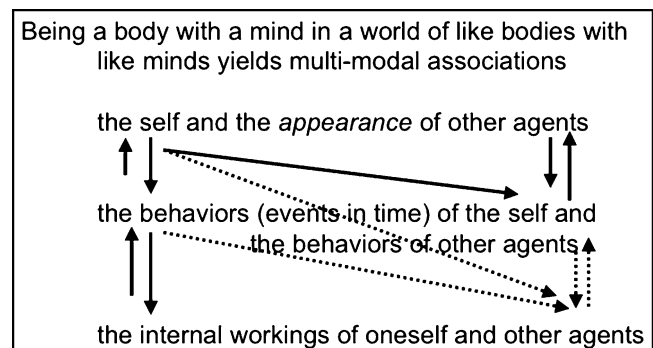 Being a body with a mind in a world of like bodies with
like minds yields multi-modal associations
the self and the appearance of other agents
the behaviors (events in time) of the self and
the behaviors of other agents
the internal workings of oneself and other agents